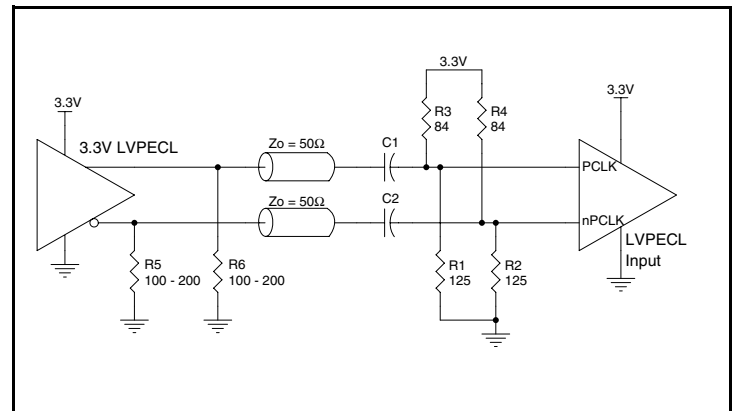 3.3V
3.3V
3.3V
3.3V LVPECL
R3
84
R4
84
Zo = 50Ω
C1
PCLK
Zo = 50Ω
C2
nPCLK
LVPECL
Input
R5
100 - 200
R6
100 - 200
R1
125
R2
125